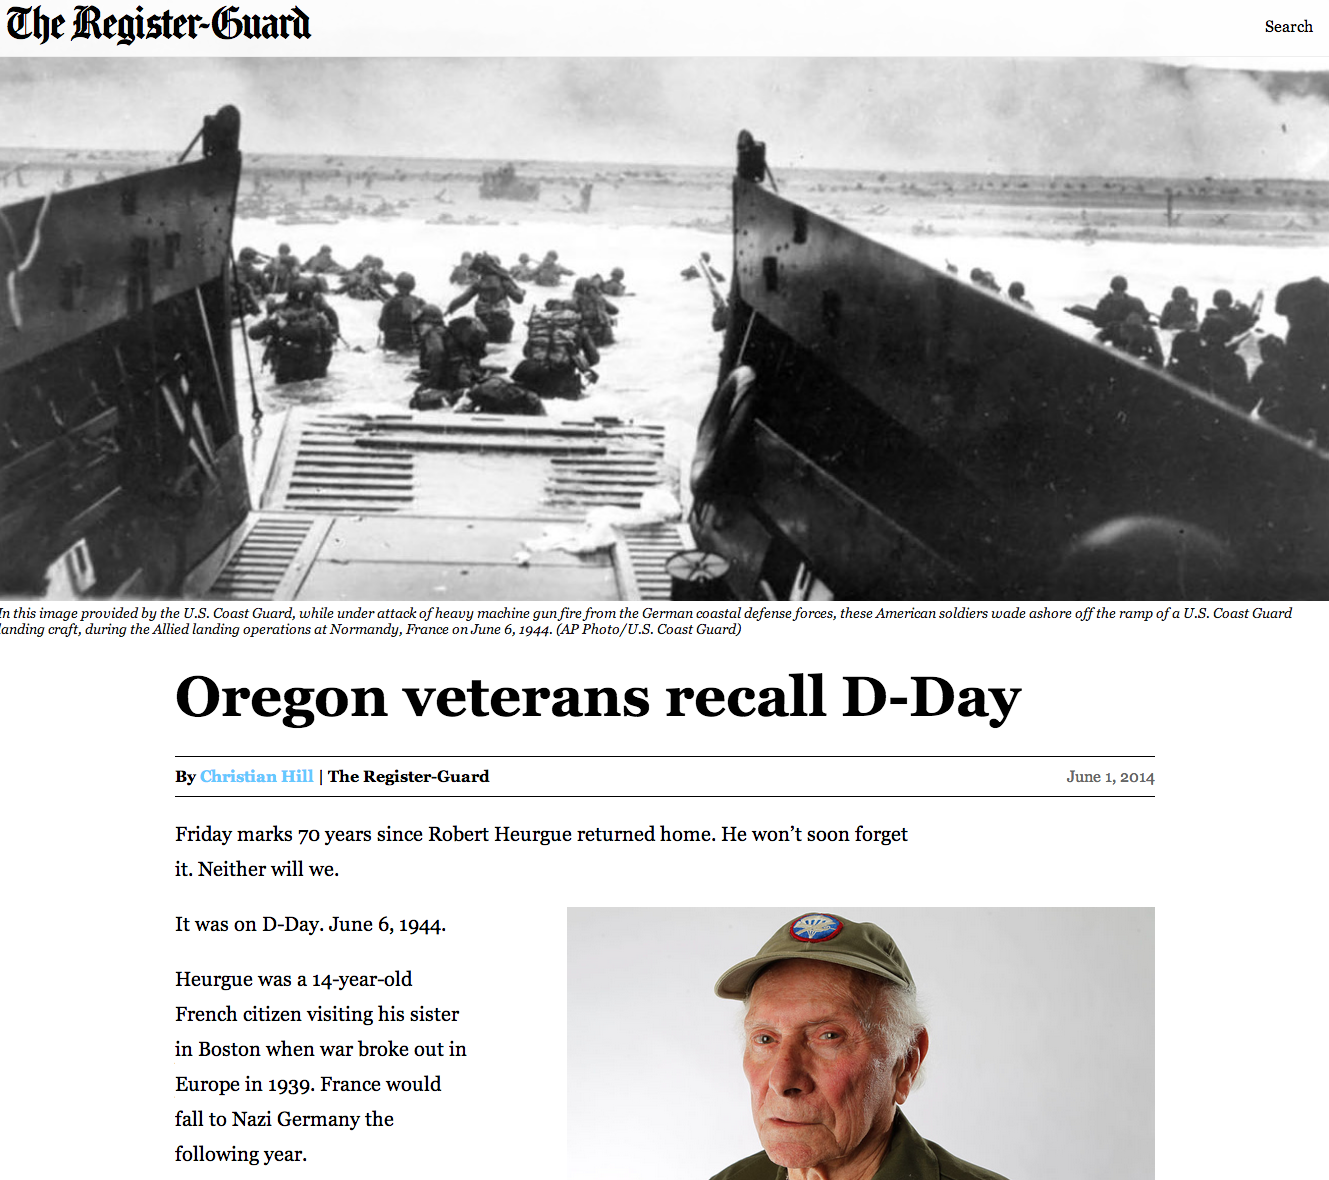 The Register-Guard
Search
In this image provided by the U.S. Coast Guard, while under attack of heavy machine gun fire from the German coastal defense forces, these American soldiers wade ashore off the ramp of a U.S. Coast Guard
landing craft, during the Allied landing operations at Normandy, France on June 6, 1944. (AP Photo/U.S. Coast Guard)
Oregon veterans recall D-Day
By Christian Hill | The Register-Guard
June 1, 2014
Friday marks 70 years since Robert Heurgue returned home. He won’t soon forget
it. Neither will we.
It was on D-Day. June 6, 1944.
Heurgue was a 14-year-old
French citizen visiting his sister
in Boston when war broke out in
Europe in 1939. France would
fall to Nazi Germany the
following year.